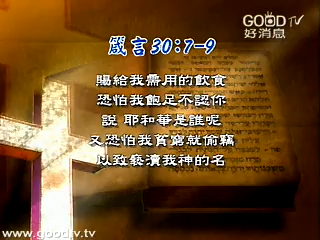 GOOD TV
好消息
箴言30:7-9
賜給我需用的飲食
恐怕我飽足不認你
說 耶和華是誰呢
又恐怕我貧窮就偷竊
以致褻瀆我神的名
www.goodtv.tv